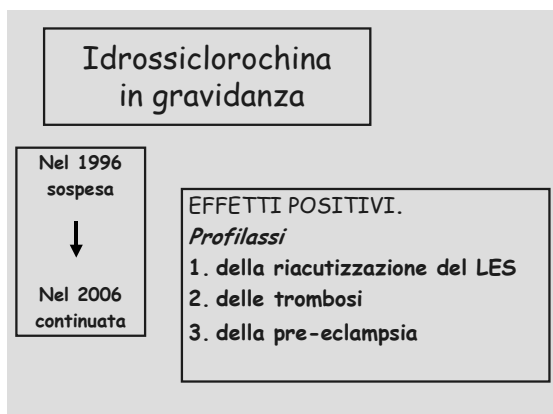 Idrossiclorochina
in gravidanza
Nel 1996
sospesa
Nel 2006
continuata
EFFETTI POSITIVI.
Profilassi
1. della riacutizzazione del LES
2. delle trombosi
3. della pre-eclampsia